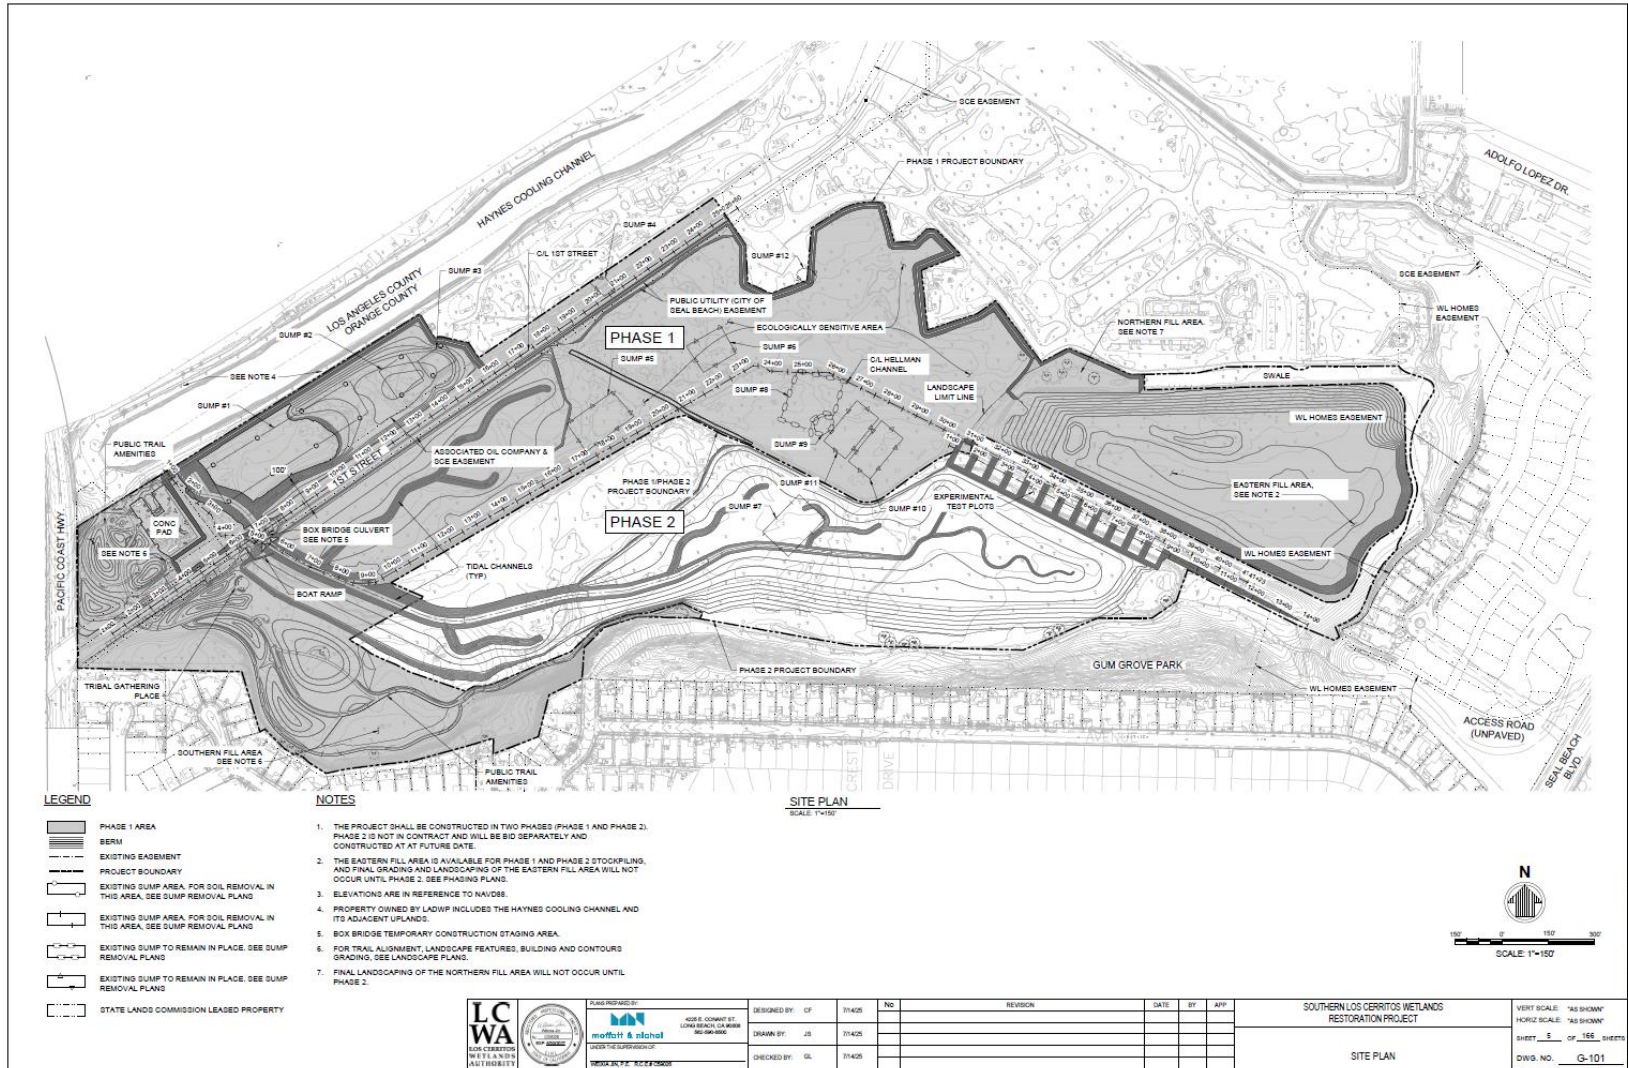 SCE EASEMENT
ADOLFO LOPEZ DR.
PHASE 1 PROJECT BOUNDARY
HAYNES COOLING CHANNEL
SUMP #4
C/L 1ST STREET
SUMP #12
SUMP #3
SCE EASEMENT
LOS ANGELES COUNTY
ORANGE COUNTY
PUBLIC UTILITY (CITY OF
SEAL BEACH) EASEMENT
WL HOMES
EASEMENT
SUMP #2
ECOLOGICALLY SENSITIVE AREA
NORTHERN FILL AREA.
SEE NOTE 7
PHASE 1
SUMP #6
SUMP #5
C/L HELLMAN
CHANNEL
SEE NOTE 4
SWALE
SUMP #8
LANDSCAPE
LIMIT LINE
SUMP #1
WL HOMES EASEMENT
PUBLIC TRAIL
AMENITIES
SUMP #9
ASSOCIATED OIL COMPANY &
SCE EASEMENT
100'
1ST STREET
PHASE 1/PHASE 2
PROJECT BOUNDARY
SUMP #11
EASTERN FILL AREA,
SEE NOTE 2
EXPERIMENTAL
TEST PLOTS
SUMP #7
SUMP #10
PHASE 2
CONC
PAD
BOX BRIDGE CULVERT
SEE NOTE 5
SEE NOTE 6
WL HOMES EASEMENT
PACIFIC COAST HWY.
TIDAL CHANNELS
(TYP)
BOAT RAMP
PHASE 2 PROJECT BOUNDARY
GUM GROVE PARK
TRIBAL GATHERING
PLACE
WL HOMES EASEMENT
ACCESS ROAD
(UNPAVED)
SEAL BEACH
BLVD.
SOUTHERN FILL AREA
SEE NOTE 6
PUBLIC TRAIL
AMENITIES
CREST
DRIVE
SITE PLAN
SCALE: 1"=150'
LEGEND
PHASE 1 AREA
BERM
EXISTING EASEMENT
PROJECT BOUNDARY
EXISTING SUMP AREA. FOR SOIL REMOVAL IN
THIS AREA, SEE SUMP REMOVAL PLANS
EXISTING SUMP AREA. FOR SOIL REMOVAL IN
THIS AREA, SEE SUMP REMOVAL PLANS
EXISTING SUMP TO REMAIN IN PLACE. SEE SUMP
REMOVAL PLANS
EXISTING SUMP TO REMAIN IN PLACE. SEE SUMP
REMOVAL PLANS
STATE LANDS COMMISSION LEASED PROPERTY
NOTES
1. THE PROJECT SHALL BE CONSTRUCTED IN TWO PHASES (PHASE 1 AND PHASE 2).
PHASE 2 IS NOT IN CONTRACT AND WILL BE BID SEPARATELY AND
CONSTRUCTED AT AT FUTURE DATE.
2. THE EASTERN FILL AREA IS AVAILABLE FOR PHASE 1 AND PHASE 2 STOCKPILING,
AND FINAL GRADING AND LANDSCAPING OF THE EASTERN FILL AREA WILL NOT
OCCUR UNTIL PHASE 2. SEE PHASING PLANS.
3. ELEVATIONS ARE IN REFERENCE TO NAVD88.
4. PROPERTY OWNED BY LADWP INCLUDES THE HAYNES COOLING CHANNEL AND
ITS ADJACENT UPLANDS.
5. BOX BRIDGE TEMPORARY CONSTRUCTION STAGING AREA.
6. FOR TRAIL ALIGNMENT, LANDSCAPE FEATURES, BUILDING AND CONTOURS
GRADING, SEE LANDSCAPE PLANS.
7. FINAL LANDSCAPING OF THE NORTHERN FILL AREA WILL NOT OCCUR UNTIL
PHASE 2.
N
150' 0' 150' 300'
SCALE: 1"=150'
LC
WA
LOS CERRITOS
WETLANDS
AUTHORITY
PLANS PREPARED BY:
moffatt & nichol
4225 E. CONANT ST.
LONG BEACH, CA 90808
562-590-6500
UNDER THE SUPERVISION OF:
DESIGNED BY: CF 7/14/25
DRAWN BY: JS 7/14/25
CHECKED BY: GL 7/14/25
No REVISION DATE BY APP
SOUTHERN LOS CERRITOS WETLANDS
RESTORATION PROJECT
SITE PLAN
VERT SCALE: "AS SHOWN"
HORIZ SCALE: "AS SHOWN"
SHEET 5 OF 166 SHEETS
DWG. NO. G-101